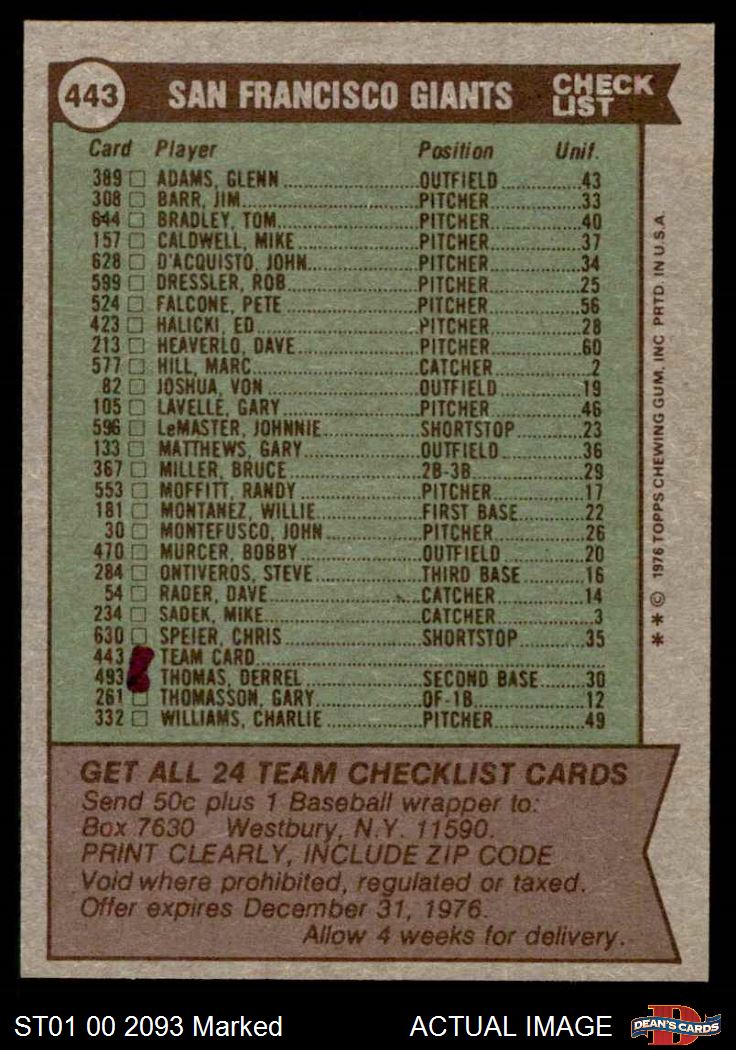 443 SAN FRANCISCO GIANTS CHECK LIST
Card Player Position Unif.
389 ADAMS, GLENN OUTFIELD 43
308 BARR, JIM PITCHER 33
644 BRADLEY, TOM PITCHER 40
157 CALDWELL, MIKE PITCHER 37
628 D'ACQUISTO, JOHN PITCHER 34
599 DRESSLER, ROB PITCHER 25
524 FALCONE, PETE PITCHER 56
423 HALICKI, ED PITCHER 28
213 HEAVERLO, DAVE PITCHER 60
577 HILL, MARC CATCHER 2
82 JOSHUA, VON OUTFIELD 19
105 LAVELLE, GARY PITCHER 46
596 LeMASTER, JOHNNIE SHORTSTOP 23
133 MATTHEWS, GARY OUTFIELD 36
367 MILLER, BRUCE 2B-3B 29
553 MOFFITT, RANDY PITCHER 17
181 MONTANEZ, WILLIE FIRST BASE 22
30 MONTEFUSCO, JOHN PITCHER 26
470 MURCER, BOBBY OUTFIELD 20
284 ONTIVEROS, STEVE THIRD BASE 16
54 RADER, DAVE CATCHER 14
234 SADEK, MIKE CATCHER 3
630 SPEIER, CHRIS SHORTSTOP 35
443 TEAM CARD
493 THOMAS, DERREL SECOND BASE 30
261 THOMASSON, GARY OF-1B 12
332 WILLIAMS, CHARLIE PITCHER 49
**© 1976 TOPPS CHEWING GUM, INC. PRTD. IN U.S.A.
GET ALL 24 TEAM CHECKLIST CARDS
Send 50c plus 1 Baseball wrapper to:
Box 7630 Westbury, N.Y. 11590.
PRINT CLEARLY, INCLUDE ZIP CODE
Void where prohibited, regulated or taxed.
Offer expires December 31, 1976.
Allow 4 weeks for delivery.
ST01 00 2093 Marked ACTUAL IMAGE DEAN'S CARDS